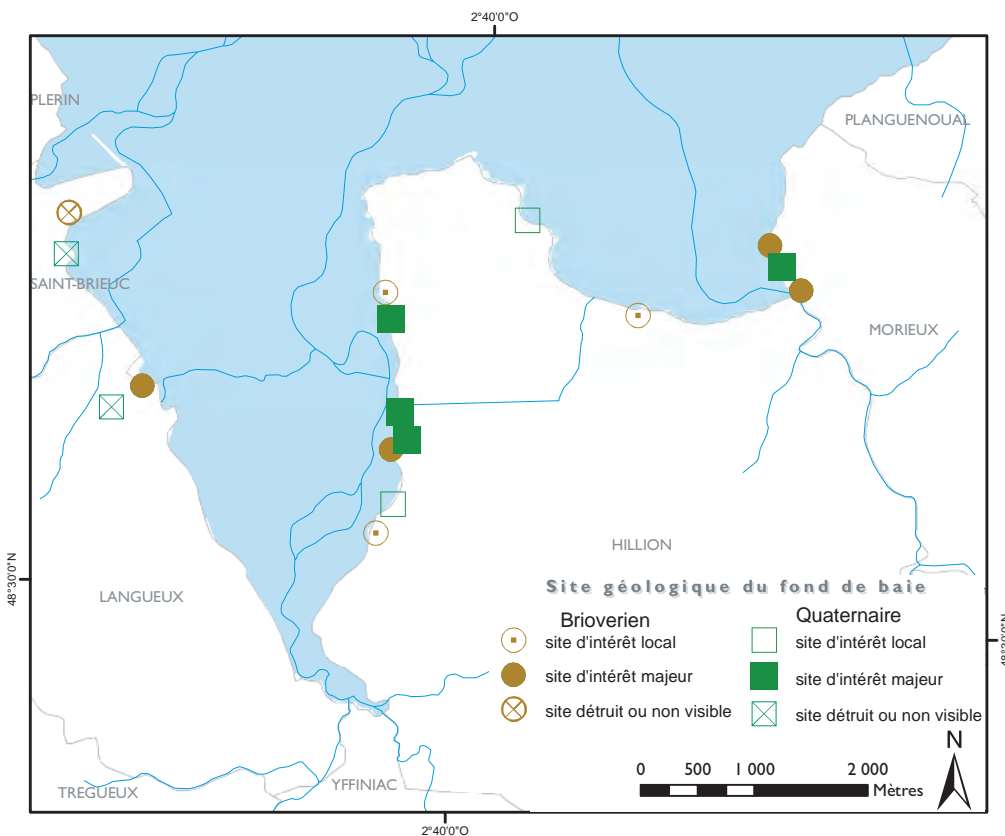 2°40'0"O
PLERIN
PLANGUENOUAL
SAINT-BRIEUC
MORIEUX
HILLION
48°30'0"N
LANGUEUX
Site géologique du fond de baie
Brioverien
site d'intérêt local
site d'intérêt majeur
site détruit ou non visible
Quaternaire
site d'intérêt local
site d'intérêt majeur
site détruit ou non visible
N
0 500 1 000 2 000
Mètres
TREGUEUX
YFFINIAC
2°40'0"O